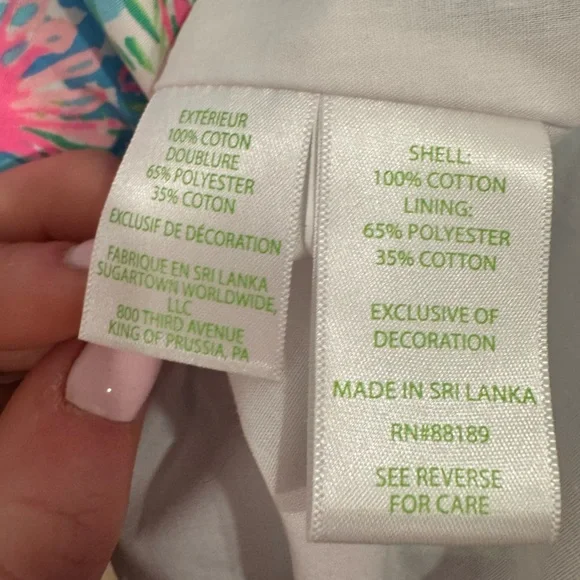 EXTÉRIEUR
100% COTON
DOUBLURE
65% POLYESTER
35% COTON
EXCLUSIF DE DÉCORATION
FABRIQUE EN SRI LANKA
SUGARTOWN WORLDWIDE,
LLC
800 THIRD AVENUE
KING OF PRUSSIA, PA
SHELL:
100% COTTON
LINING:
65% POLYESTER
35% COTTON
EXCLUSIVE OF
DECORATION
MADE IN SRI LANKA
RN#88189
SEE REVERSE
FOR CARE